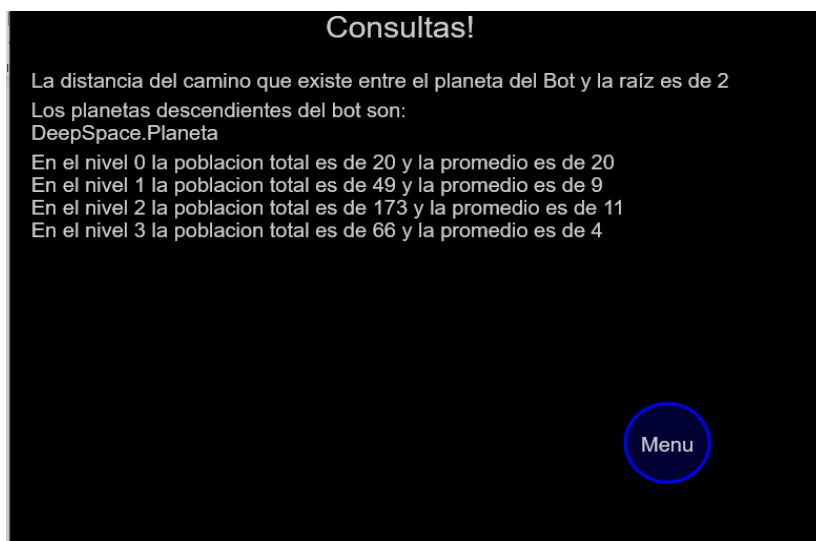 Consultas!
La distancia del camino que existe entre el planeta del Bot y la raíz es de 2
Los planetas descendientes del bot son:
DeepSpace.Planeta
En el nivel 0 la poblacion total es de 20 y la promedio es de 20
En el nivel 1 la poblacion total es de 49 y la promedio es de 9
En el nivel 2 la poblacion total es de 173 y la promedio es de 11
En el nivel 3 la poblacion total es de 66 y la promedio es de 4
Menu